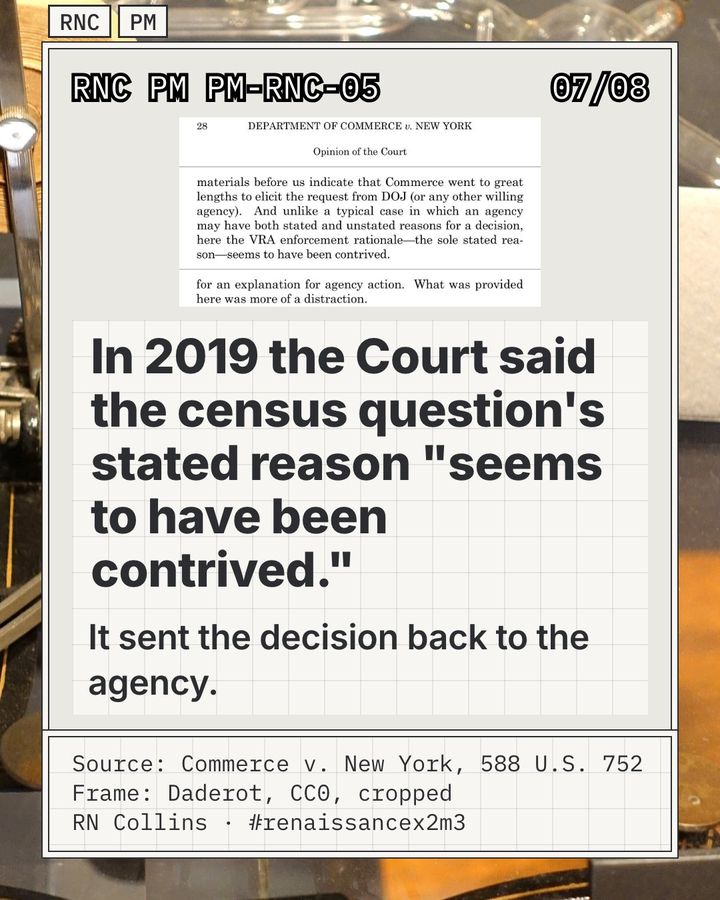 RNC PM
RNC PM PM-RNC-05 07/08
28 DEPARTMENT OF COMMERCE v. NEW YORK
Opinion of the Court
materials before us indicate that Commerce went to great
lengths to elicit the request from DOJ (or any other willing
agency). And unlike a typical case in which an agency
may have both stated and unstated reasons for a decision,
here the VRA enforcement rationale—the sole stated rea-
son—seems to have been contrived.
for an explanation for agency action. What was provided
here was more of a distraction.
In 2019 the Court said
the census question's
stated reason "seems
to have been
contrived."
It sent the decision back to the
agency.
Source: Commerce v. New York, 588 U.S. 752
Frame: Daderot, CC0, cropped
RN Collins · #renaissancex2m3